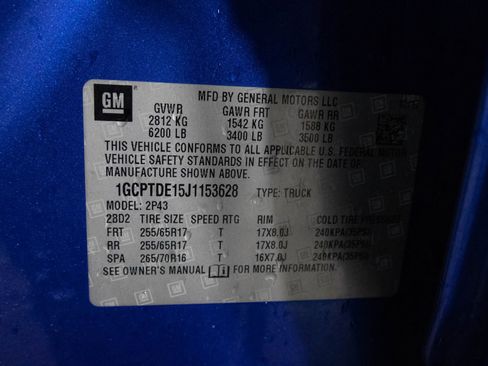 GM
MFD BY GENERAL MOTORS LLC
GVWR GAWR FRT GAWR RR
2812 KG 1542 KG 1588 KG
6200 LB 3400 LB 3500 LB
THIS VEHICLE CONFORMS TO ALL APPLICABLE U.S. FEDERAL MOTOR
VEHICLE SAFETY STANDARDS IN EFFECT ON THE DATE OF
MANUFACTURE SHOWN ABOVE.
1GCPTDE15J1153628 TYPE: TRUCK
MODEL: 2P43
28D2 TIRE SIZE SPEED RTG RIM COLD TIRE PRESSURE
FRT 255/65R17 T 17X8.0J 240KPA(35PSI)
RR 255/65R17 T 17X8.0J 240KPA(35PSI)
SPA 265/70R16 T 16X7.0J 240KPA(35PSI)
SEE OWNER'S MANUAL FOR MORE INFORMATION.